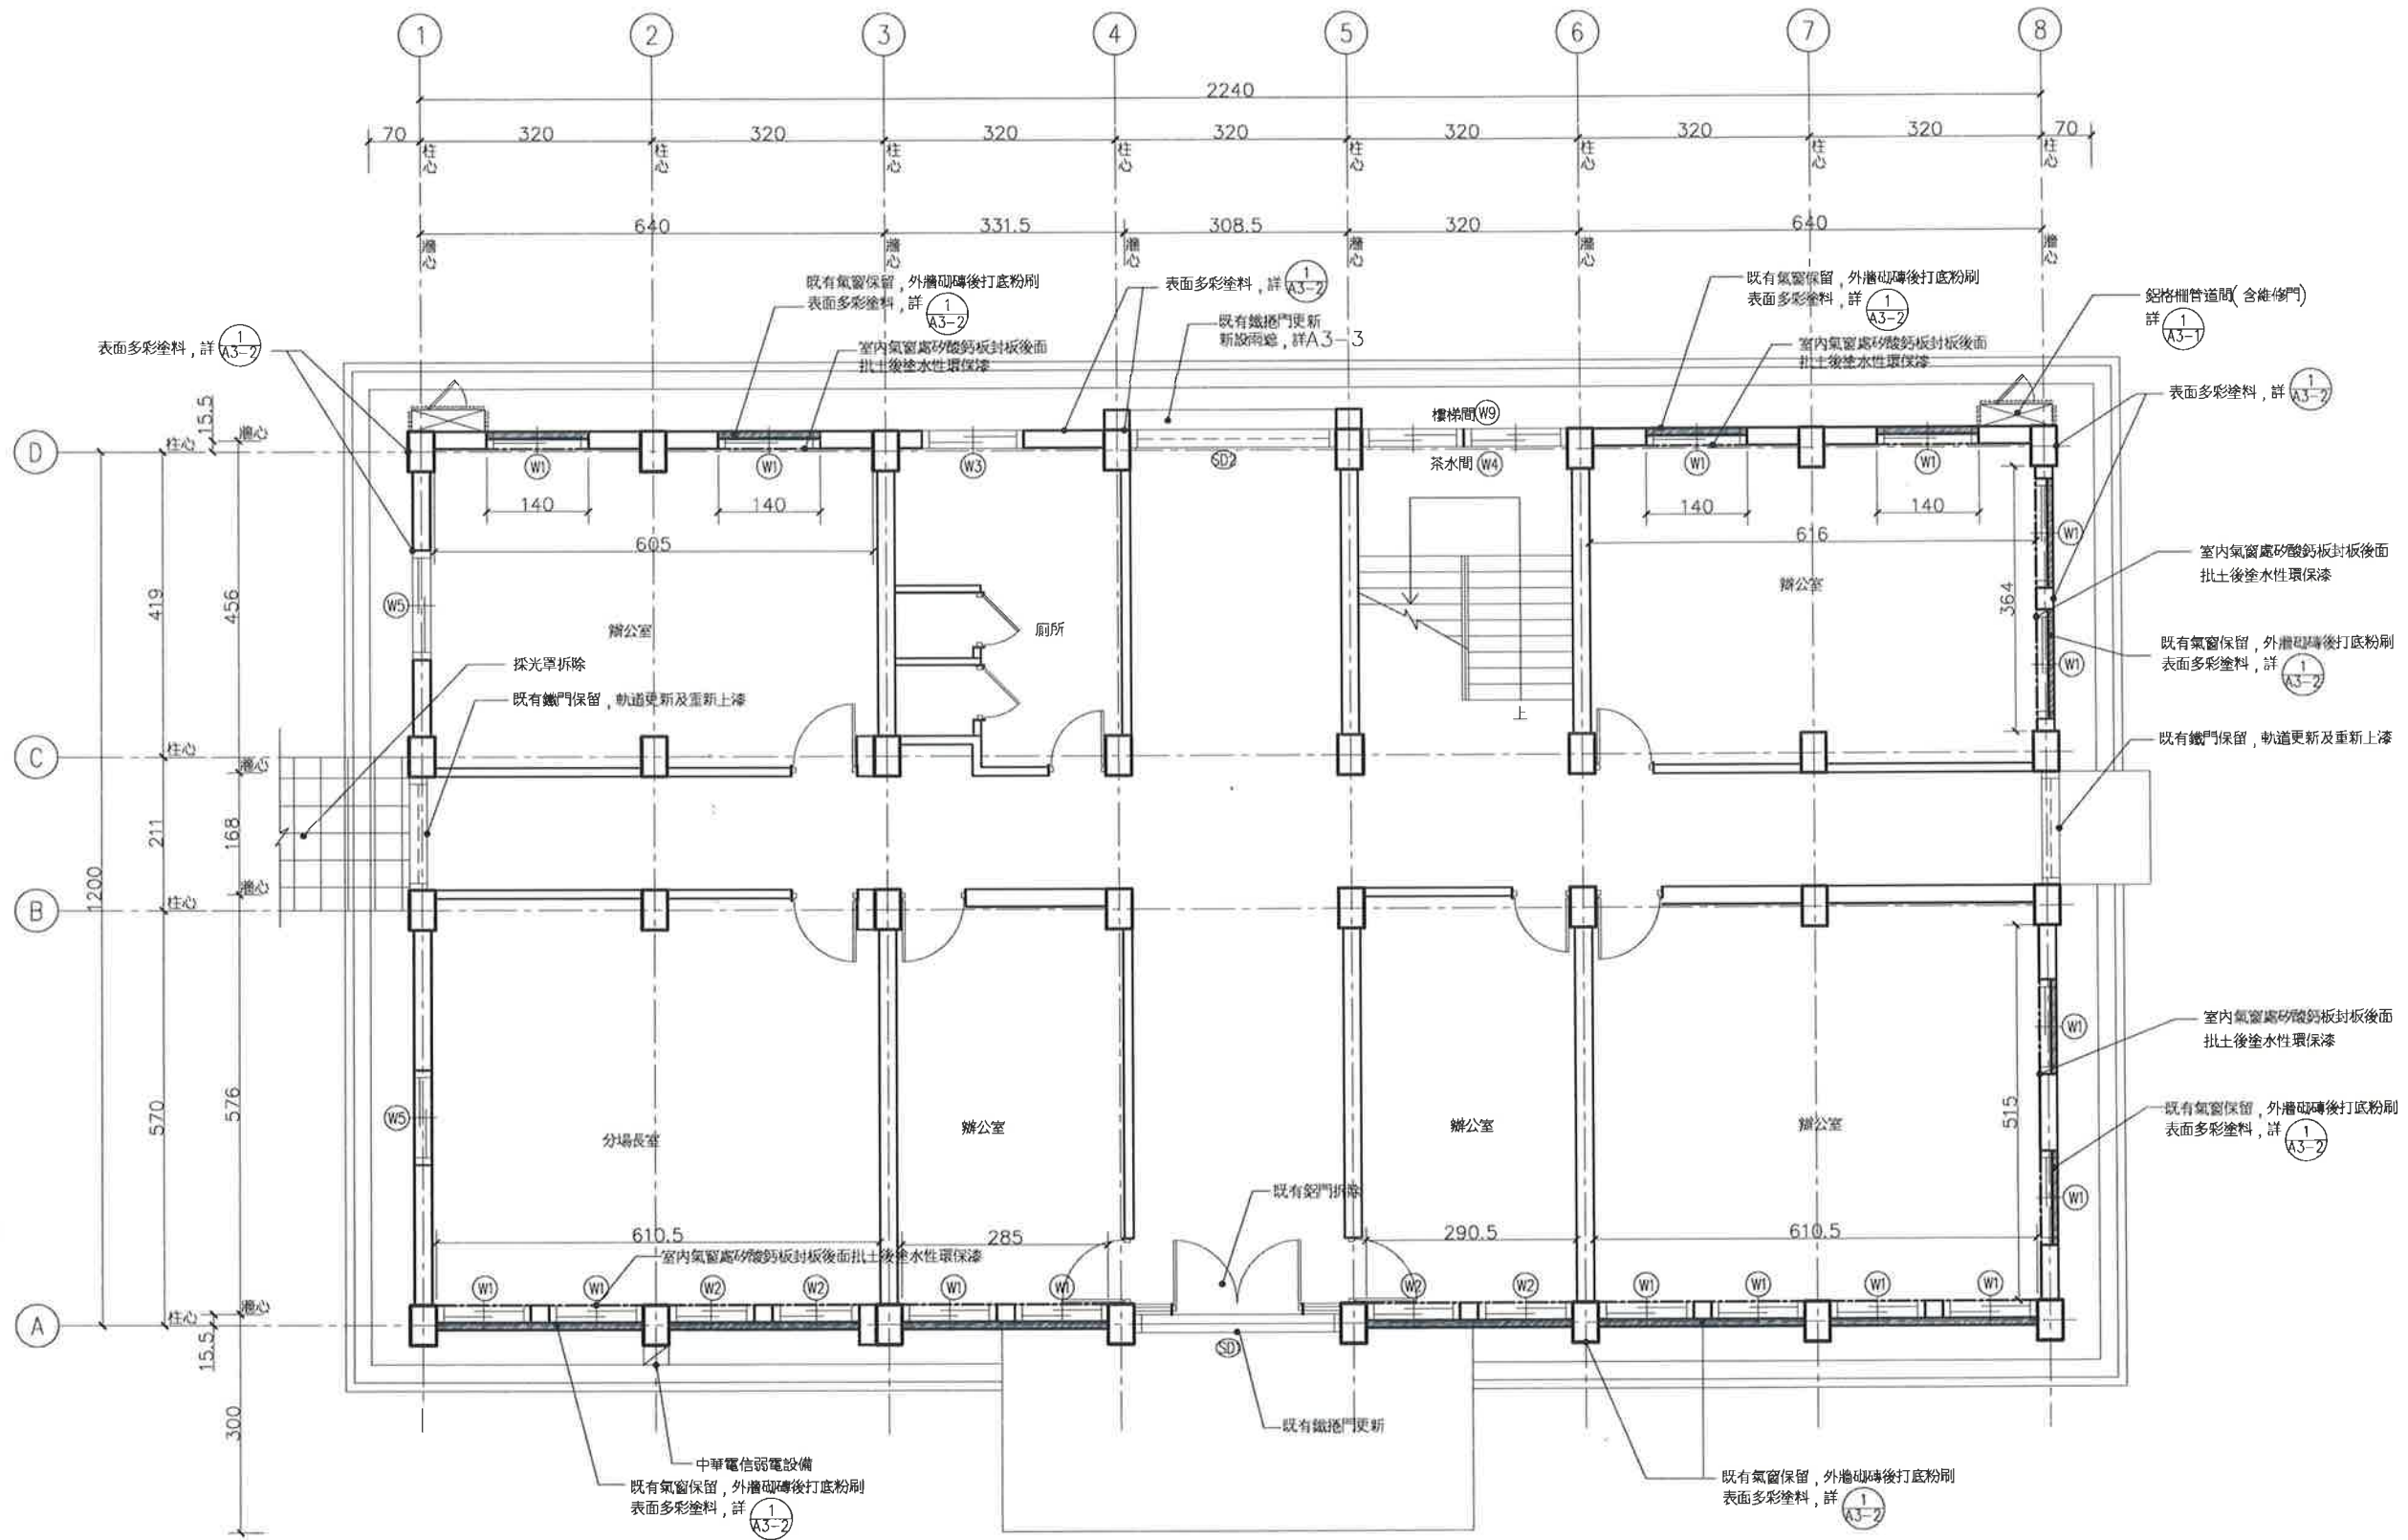 1 2 3 4 5 6 7 8
2240
70 320 320 320 320 320 320 320 70
柱心 柱心 柱心 柱心 柱心 柱心 柱心 柱心
640 331.5 308.5 320 640
牆心 牆心 牆心 牆心 牆心 牆心
既有氣窗保留,外牆砌磚後打底粉刷
表面多彩塗料,詳 1/A3-2
表面多彩塗料,詳 1/A3-2
既有鐵捲門更新
新設雨遮,詳A3-3
既有氣窗保留,外牆砌磚後打底粉刷
表面多彩塗料,詳 1/A3-2
鋁格柵管道間(含維修門)
詳 1/A3-1
表面多彩塗料,詳 1/A3-2
室內氣窗處矽酸鈣板封板後面
批土後塗水性環保漆
室內氣窗處矽酸鈣板封板後面
批土後塗水性環保漆
表面多彩塗料,詳 1/A3-2
15.5
D
柱心
牆心
W1 W1 W3 SD2
樓梯間 W9
茶水間 W4
W1 W1
140 140 140 140
605
616
W1
室內氣窗處矽酸鈣板封板後面
批土後塗水性環保漆
419
456
W5
辦公室
廁所
辦公室
364
W1
既有氣窗保留,外牆砌磚後打底粉刷
表面多彩塗料,詳 1/A3-2
採光罩拆除
既有鐵門保留,軌道更新及重新上漆
上
既有鐵門保留,軌道更新及重新上漆
C
柱心
牆心
1200
211
168
B
柱心
牆心
W1
室內氣窗處矽酸鈣板封板後面
批土後塗水性環保漆
570
576
W5
分場長室
辦公室
辦公室
辦公室
515
既有氣窗保留,外牆砌磚後打底粉刷
表面多彩塗料,詳 1/A3-2
W1
既有鋁門拆除
610.5 285 290.5 610.5
室內氣窗處矽酸鈣板封板後面批土後塗水性環保漆
W1 W1 W2 W2 W1 W1 W2 W2 W1 W1 W1 W1
A
柱心
牆心
15.5
SD1
300
既有鐵捲門更新
中華電信弱電設備
既有氣窗保留,外牆砌磚後打底粉刷
表面多彩塗料,詳 1/A3-2
既有氣窗保留,外牆砌磚後打底粉刷
表面多彩塗料,詳 1/A3-2